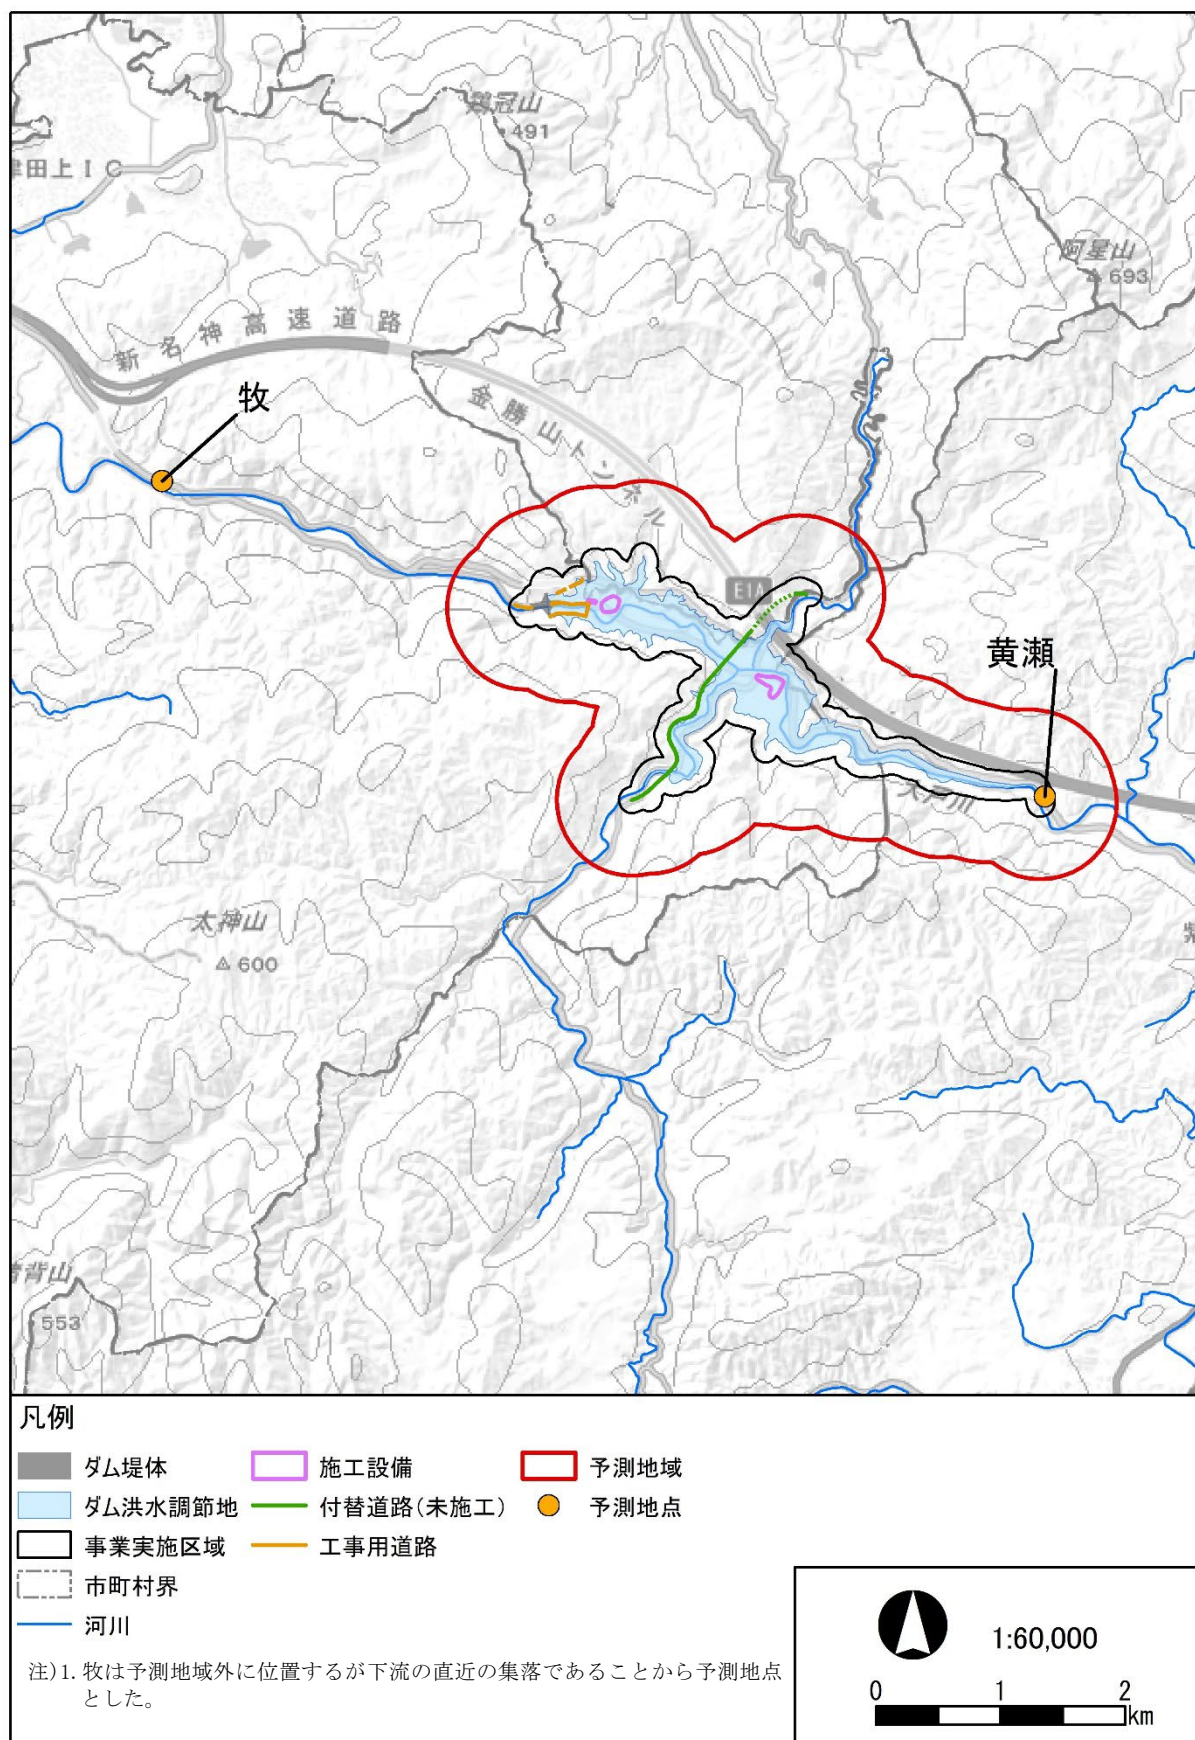 鶏冠山
491
津田上IC
阿星山
693
新名神高速道路
牧
金勝山トンネル
E1A
黄瀬
大戸川
太神山
600
553
凡例
ダム堤体
施工設備
予測地域
ダム洪水調節地
付替道路(未施工)
予測地点
事業実施区域
工事用道路
市町村界
河川
注)1. 牧は予測地域外に位置するが下流の直近の集落であることから予測地点
とした。
1:60,000
0 1 2
km